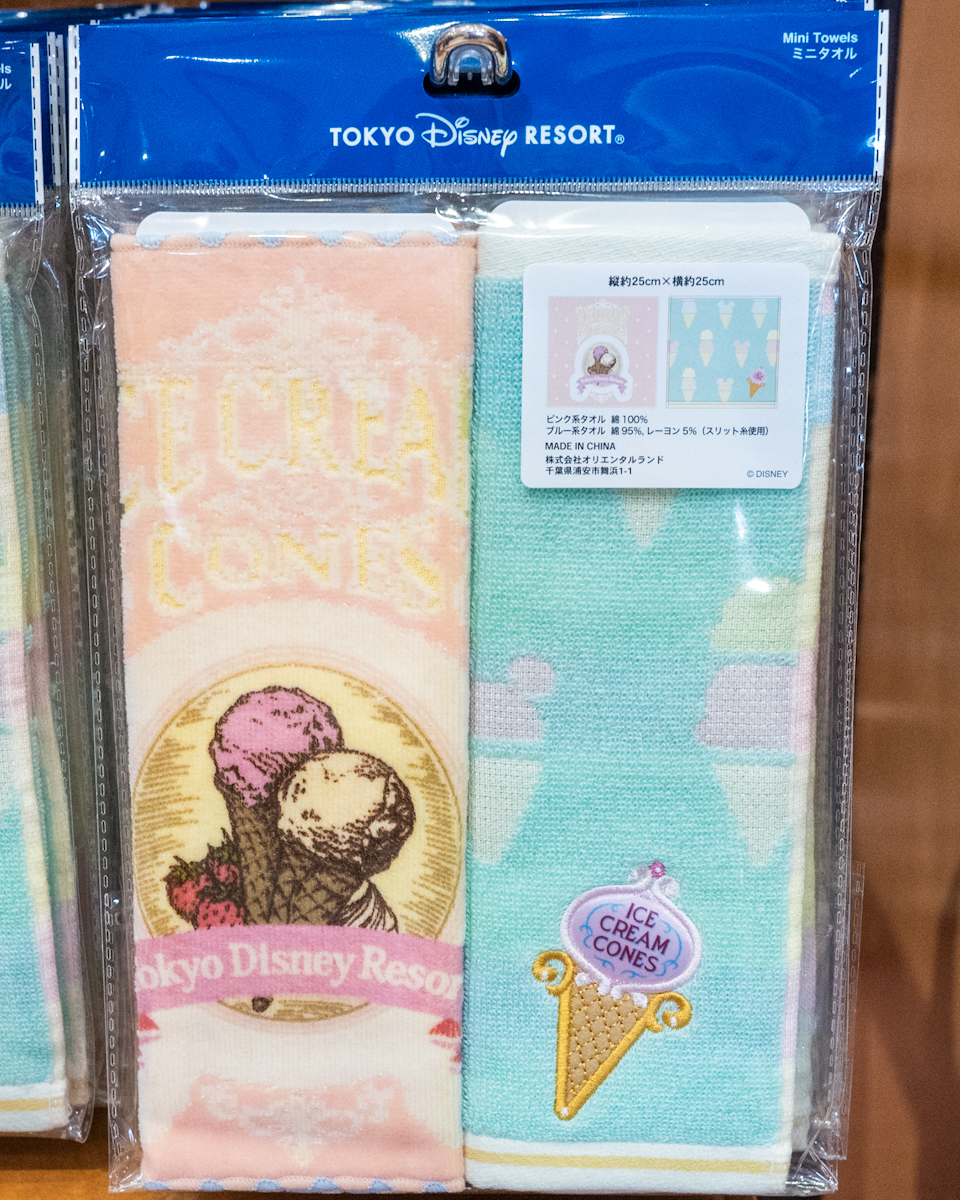 ls
ル
Mini Towels
ミニタオル
TOKYO Disney RESORT®
縦約25cm×横約25cm
ピンク系タオル 綿100%
ブルー系タオル 綿95%, レーヨン5%（スリット糸使用）
MADE IN CHINA
株式会社オリエンタルランド
千葉県浦安市舞浜1-1
© DISNEY
CE CREA
CONES
okyo Disney Resor
ICE
CREAM
CONES